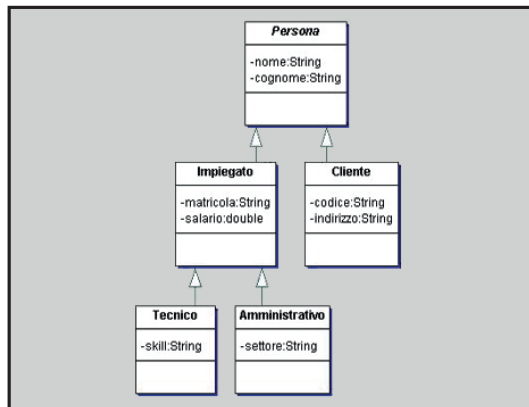 Persona
-nome:String
-cognome:String
Impiegato
-matricola:String
-salario:double
Cliente
-codice:String
-indirizzo:String
Tecnico
-skill:String
Amministrativo
-settore:String